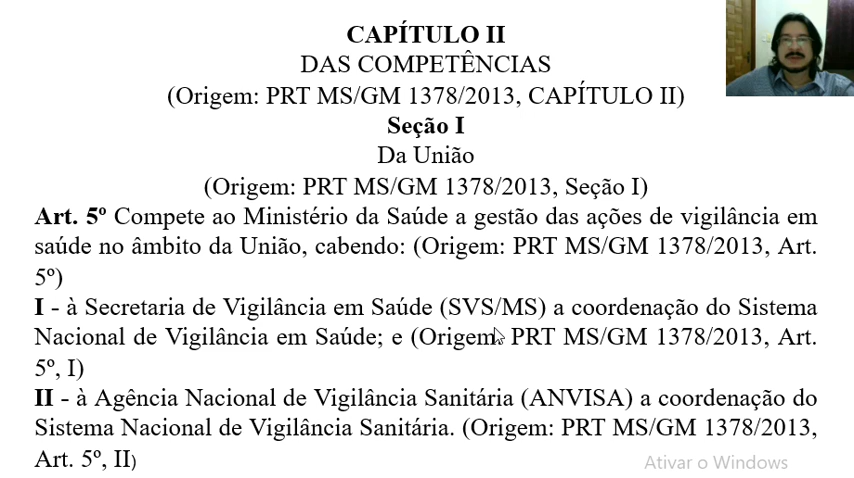 CAPÍTULO II
DAS COMPETÊNCIAS
(Origem: PRT MS/GM 1378/2013, CAPÍTULO II)
Seção I
Da União
(Origem: PRT MS/GM 1378/2013, Seção I)
Art. 5º Compete ao Ministério da Saúde a gestão das ações de vigilância em
saúde no âmbito da União, cabendo: (Origem: PRT MS/GM 1378/2013, Art.
5º)
I - à Secretaria de Vigilância em Saúde (SVS/MS) a coordenação do Sistema
Nacional de Vigilância em Saúde; e (Origem: PRT MS/GM 1378/2013, Art.
5º, I)
II - à Agência Nacional de Vigilância Sanitária (ANVISA) a coordenação do
Sistema Nacional de Vigilância Sanitária. (Origem: PRT MS/GM 1378/2013,
Art. 5º, II)
Ativar o Windows